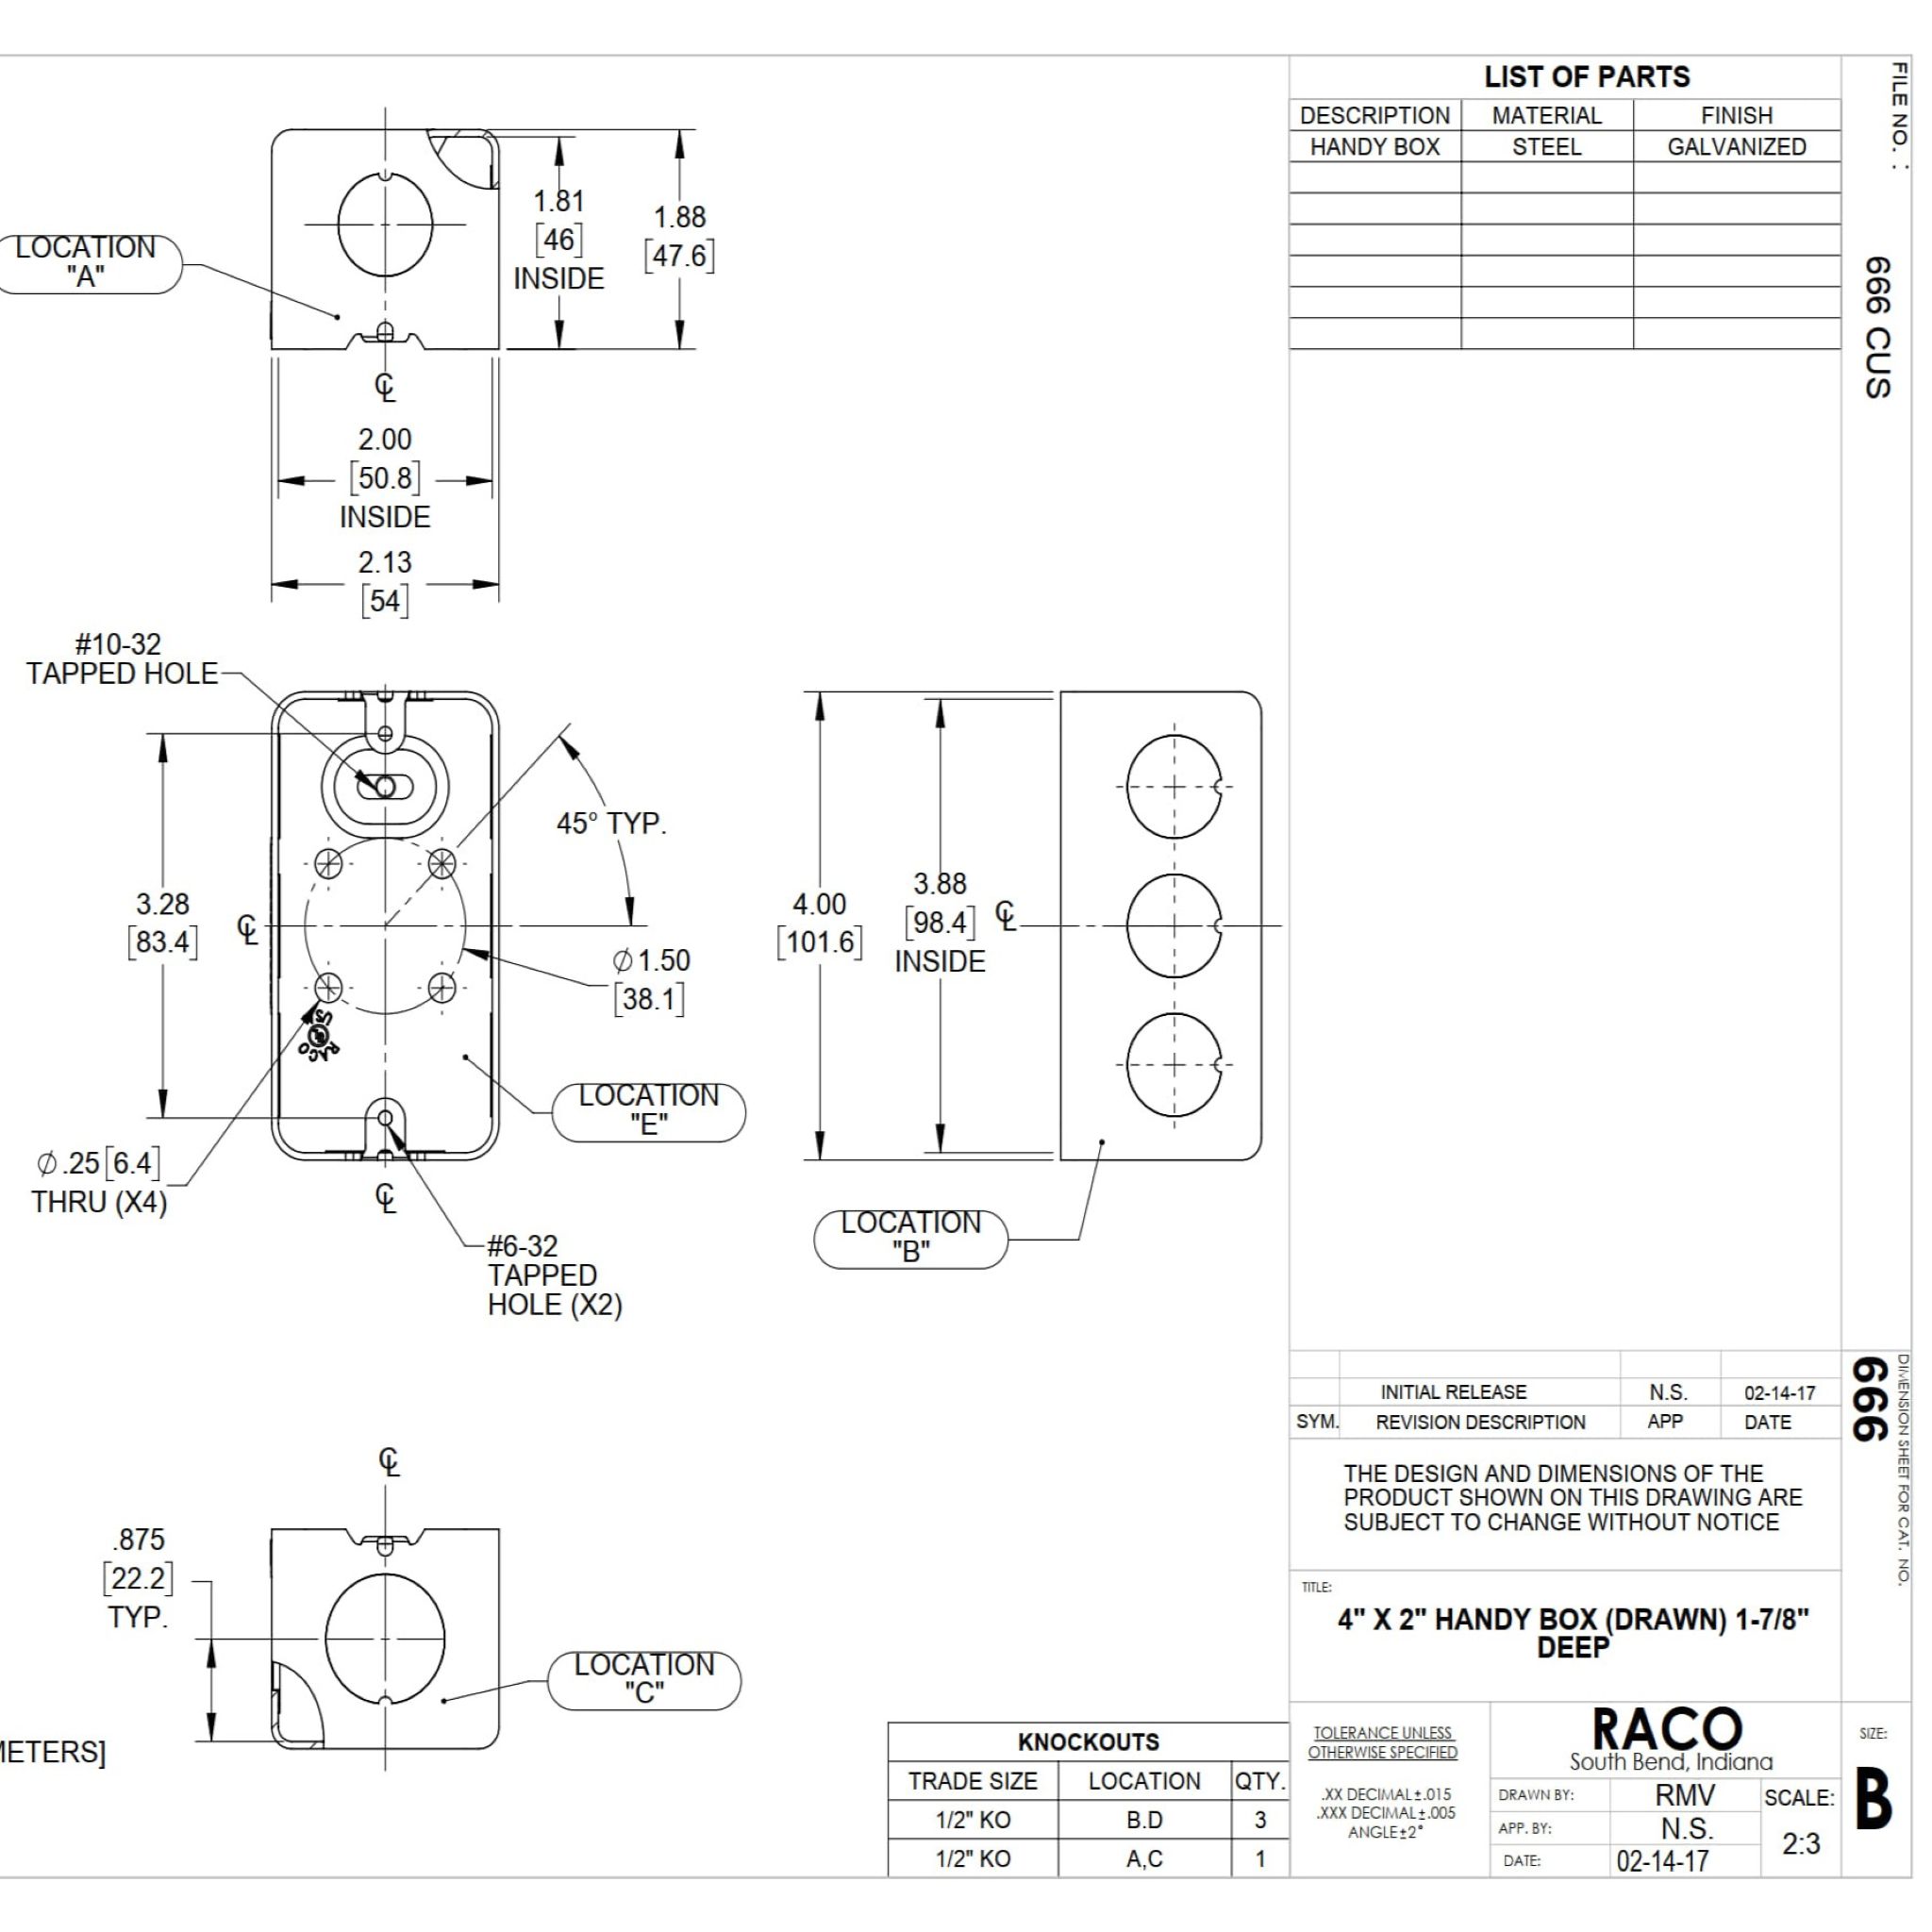 LIST OF PARTS
DESCRIPTION MATERIAL FINISH
HANDY BOX STEEL GALVANIZED
FILE NO. :
666 CUS
LOCATION
"A"
1.81
[46]
INSIDE
1.88
[47.6]
℄
2.00
[50.8]
INSIDE
2.13
[54]
#10-32
TAPPED HOLE
45° TYP.
3.28
[83.4]
℄
⌀1.50
[38.1]
RACO
US
LOCATION
"E"
⌀.25[6.4]
THRU (X4)
℄
#6-32
TAPPED
HOLE (X2)
4.00
[101.6]
3.88
[98.4]
INSIDE
℄
LOCATION
"B"
℄
.875
[22.2]
TYP.
LOCATION
"C"
METERS]
KNOCKOUTS
TRADE SIZE LOCATION QTY.
1/2" KO B.D 3
1/2" KO A,C 1
INITIAL RELEASE N.S. 02-14-17
SYM. REVISION DESCRIPTION APP DATE
THE DESIGN AND DIMENSIONS OF THE
PRODUCT SHOWN ON THIS DRAWING ARE
SUBJECT TO CHANGE WITHOUT NOTICE
TITLE:
4" X 2" HANDY BOX (DRAWN) 1-7/8"
DEEP
TOLERANCE UNLESS
OTHERWISE SPECIFIED
.XX DECIMAL±.015
.XXX DECIMAL±.005
ANGLE±2°
RACO
South Bend, Indiana
DRAWN BY: RMV
APP. BY: N.S.
DATE: 02-14-17
SCALE:
2:3
SIZE:
B
DIMENSION SHEET FOR CAT. NO.
666